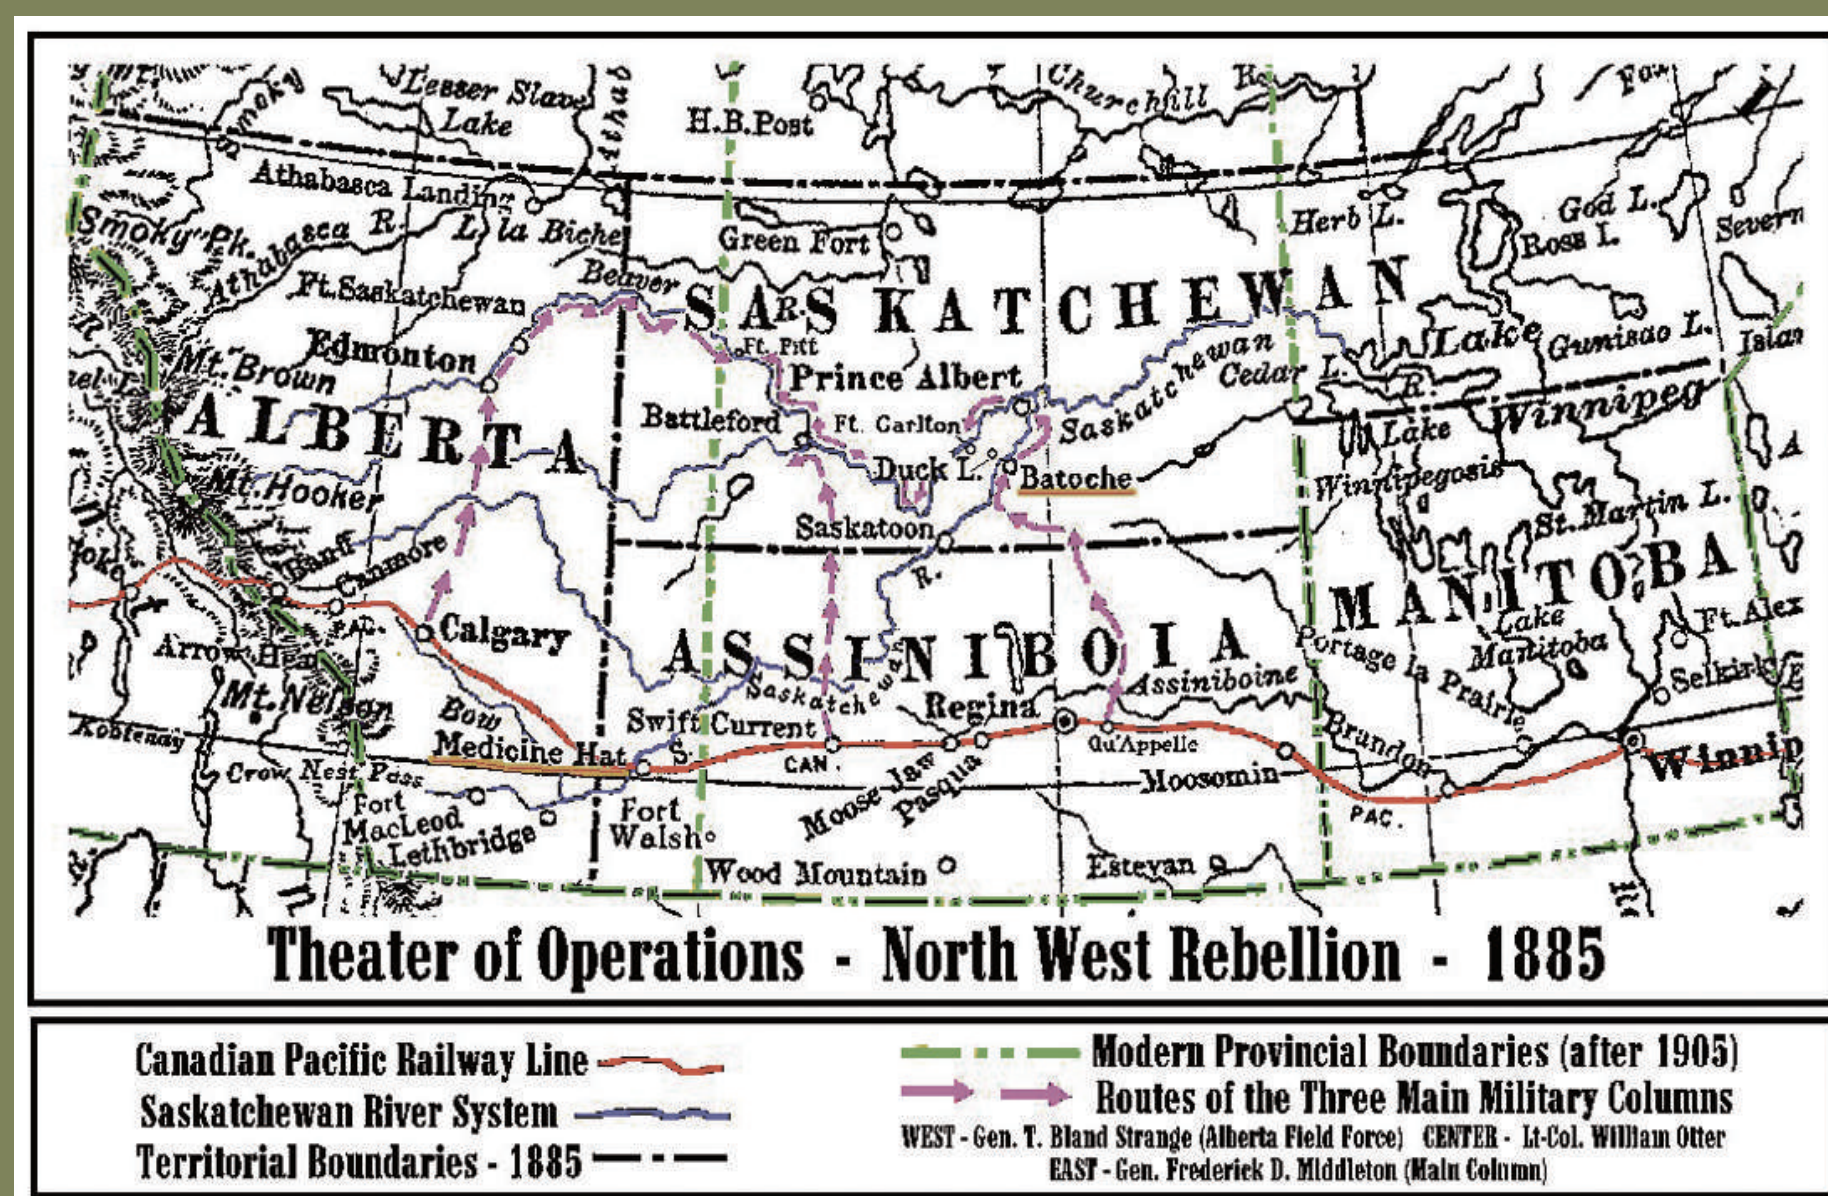 Lesser Slave
Lake
Smoky
H.B.Post
Churchill
R.
Athabasca Landing
L. la Biche
Athabasca R.
Smoky Pk.
Green Fort
Herb L.
God L.
Ross L.
Severn
Ft.Saskatchewan
Beaver
R.
SASKATCHEWAN
Edmonton
Ft. Pitt
Prince Albert
Saskatchewan
Cedar L.
Lake
Winnipeg
Gunisao L.
R.
Mt. Brown
ALBERTA
Battleford
Ft. Carlton
Duck L.
Batoche
Lake
Winnipegosis
St. Martin L.
Mt. Hooker
Saskatoon
R.
Banff
Canmore
MANITOBA
Calgary
PAC.
ASSINIBOIA
Lake
Manitoba
Ft. Alex
Portage la Prairie
Selkirk
Arrow Head
Mt. Nelson
Bow
Saskatchewan
Assiniboine
Regina
Swift Current
S.
Qu'Appelle
Brandon
Kootenay
Medicine Hat
CAN.
Moose Jaw
Pasqua
Moosomin
Winnip
Crow Nest Pass
PAC.
Fort
MacLeod
Lethbridge
Fort
Walsh
Wood Mountain
Estevan
Theater of Operations - North West Rebellion - 1885
Canadian Pacific Railway Line
Saskatchewan River System
Territorial Boundaries - 1885
Modern Provincial Boundaries (after 1905)
Routes of the Three Main Military Columns
WEST - Gen. T. Bland Strange (Alberta Field Force) CENTER - Lt-Col. William Otter
EAST - Gen. Frederick D. Middleton (Main Column)